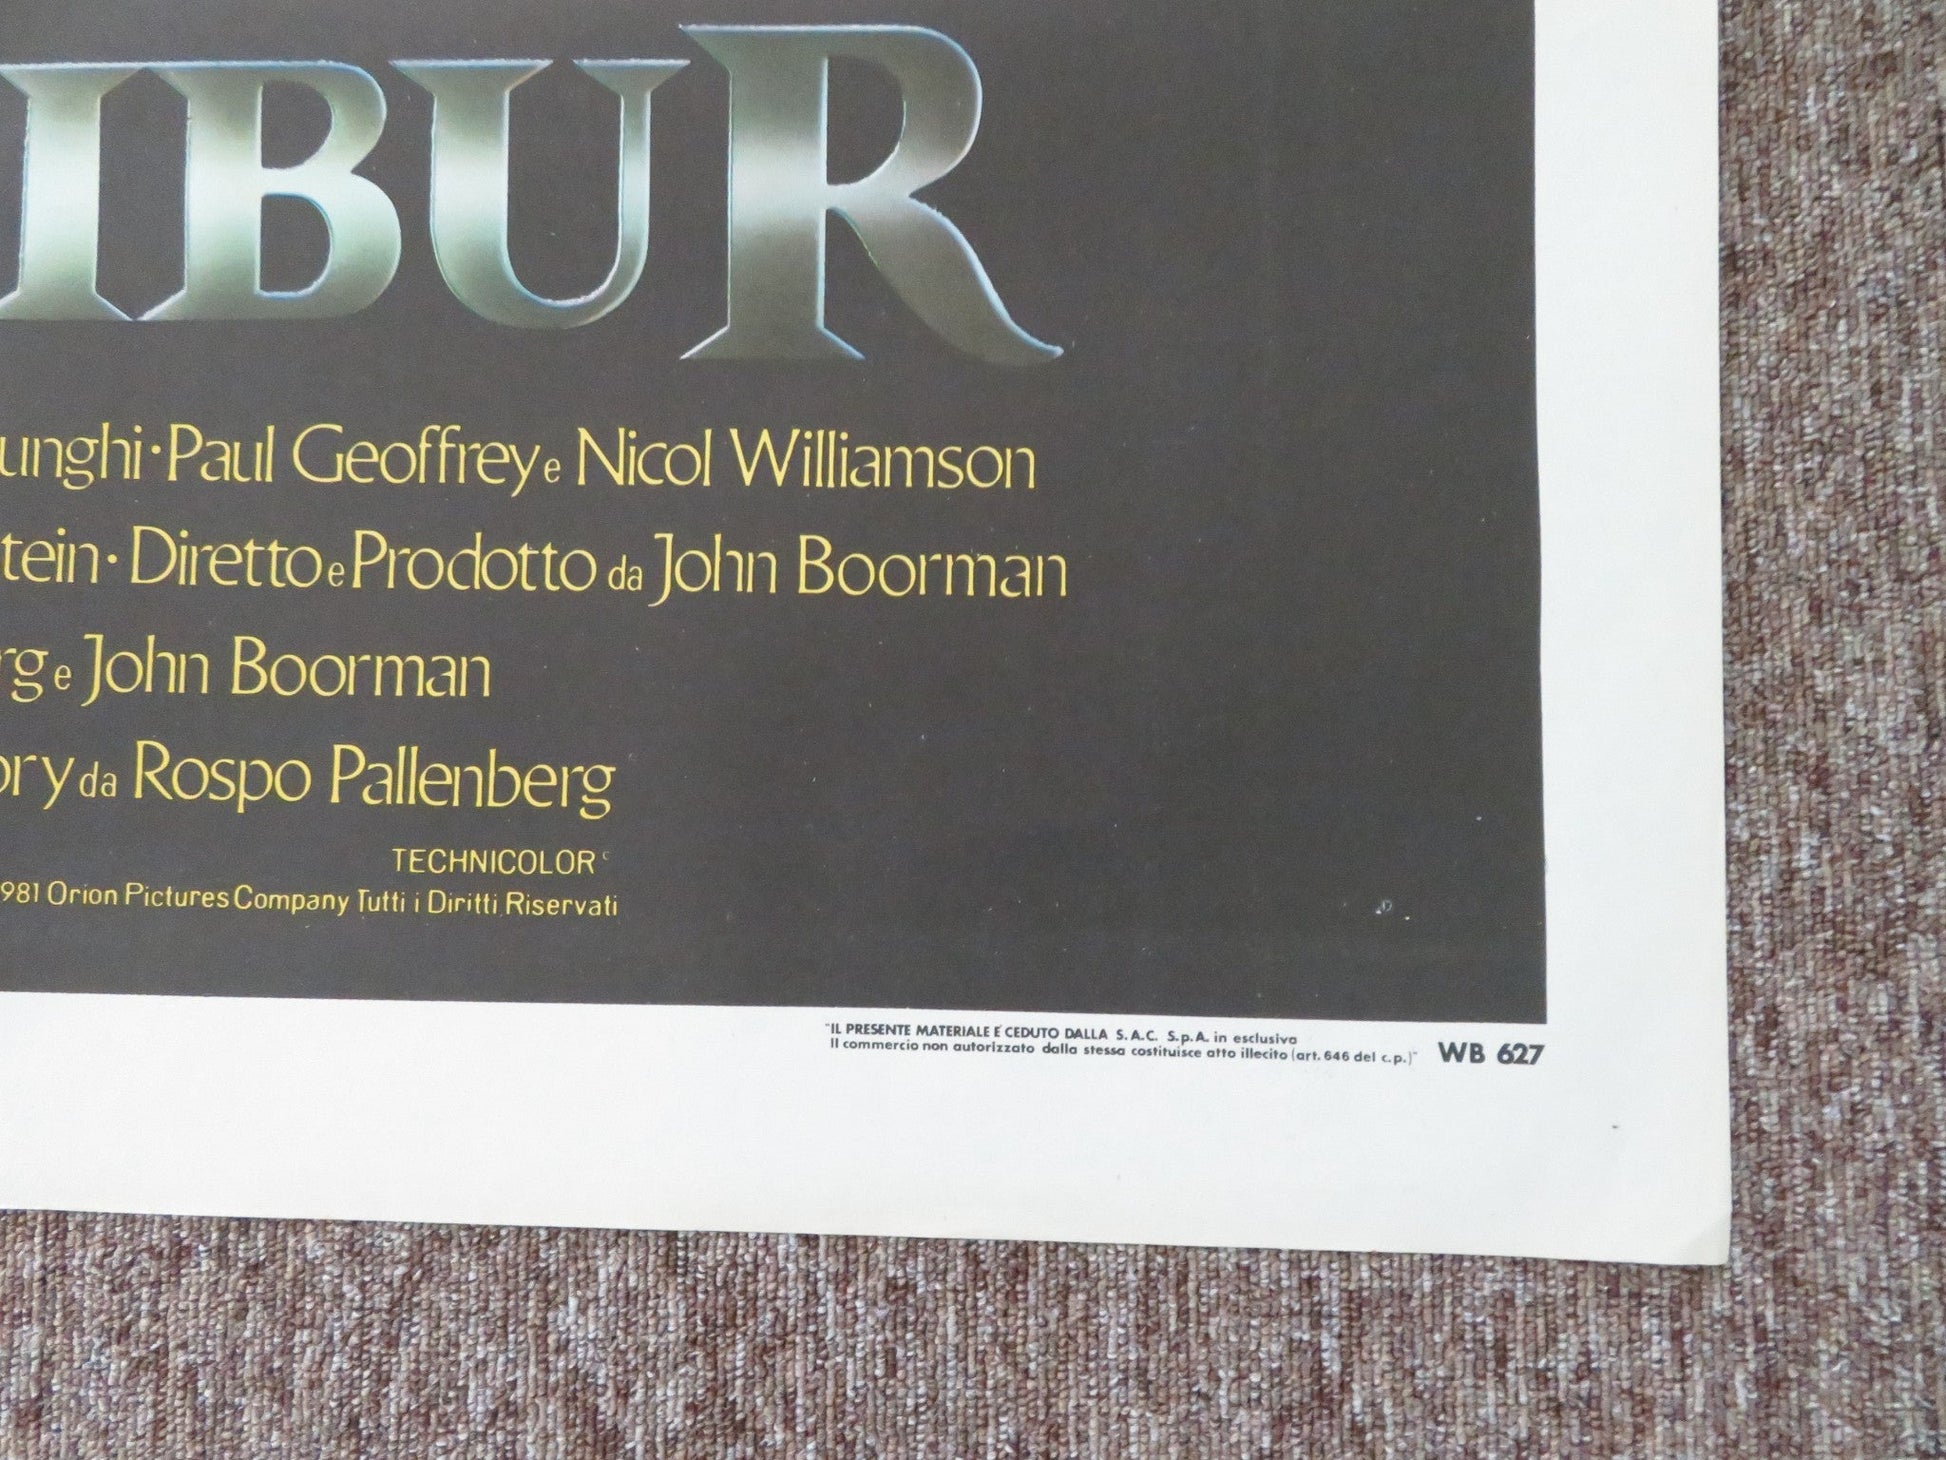 IBUR
unghi · Paul Geoffrey e Nicol Williamson
tein · Diretto e Prodotto da John Boorman
rg e John Boorman
ory da Rospo Pallenberg
TECHNICOLOR
981 Orion Pictures Company Tutti i Diritti Riservati
"IL PRESENTE MATERIALE E' CEDUTO DALLA S.A.C. S.p.A. in esclusiva
Il commercio non autorizzato dalla stessa costituisce atto illecito (art. 646 del c.p.)" WB 627